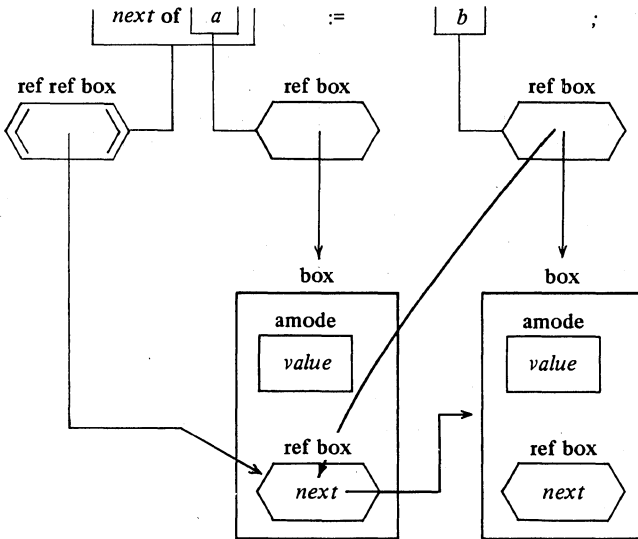 next of a := b ;
ref ref box ref box ref box
box box
amode amode
value value
ref box ref box
next next